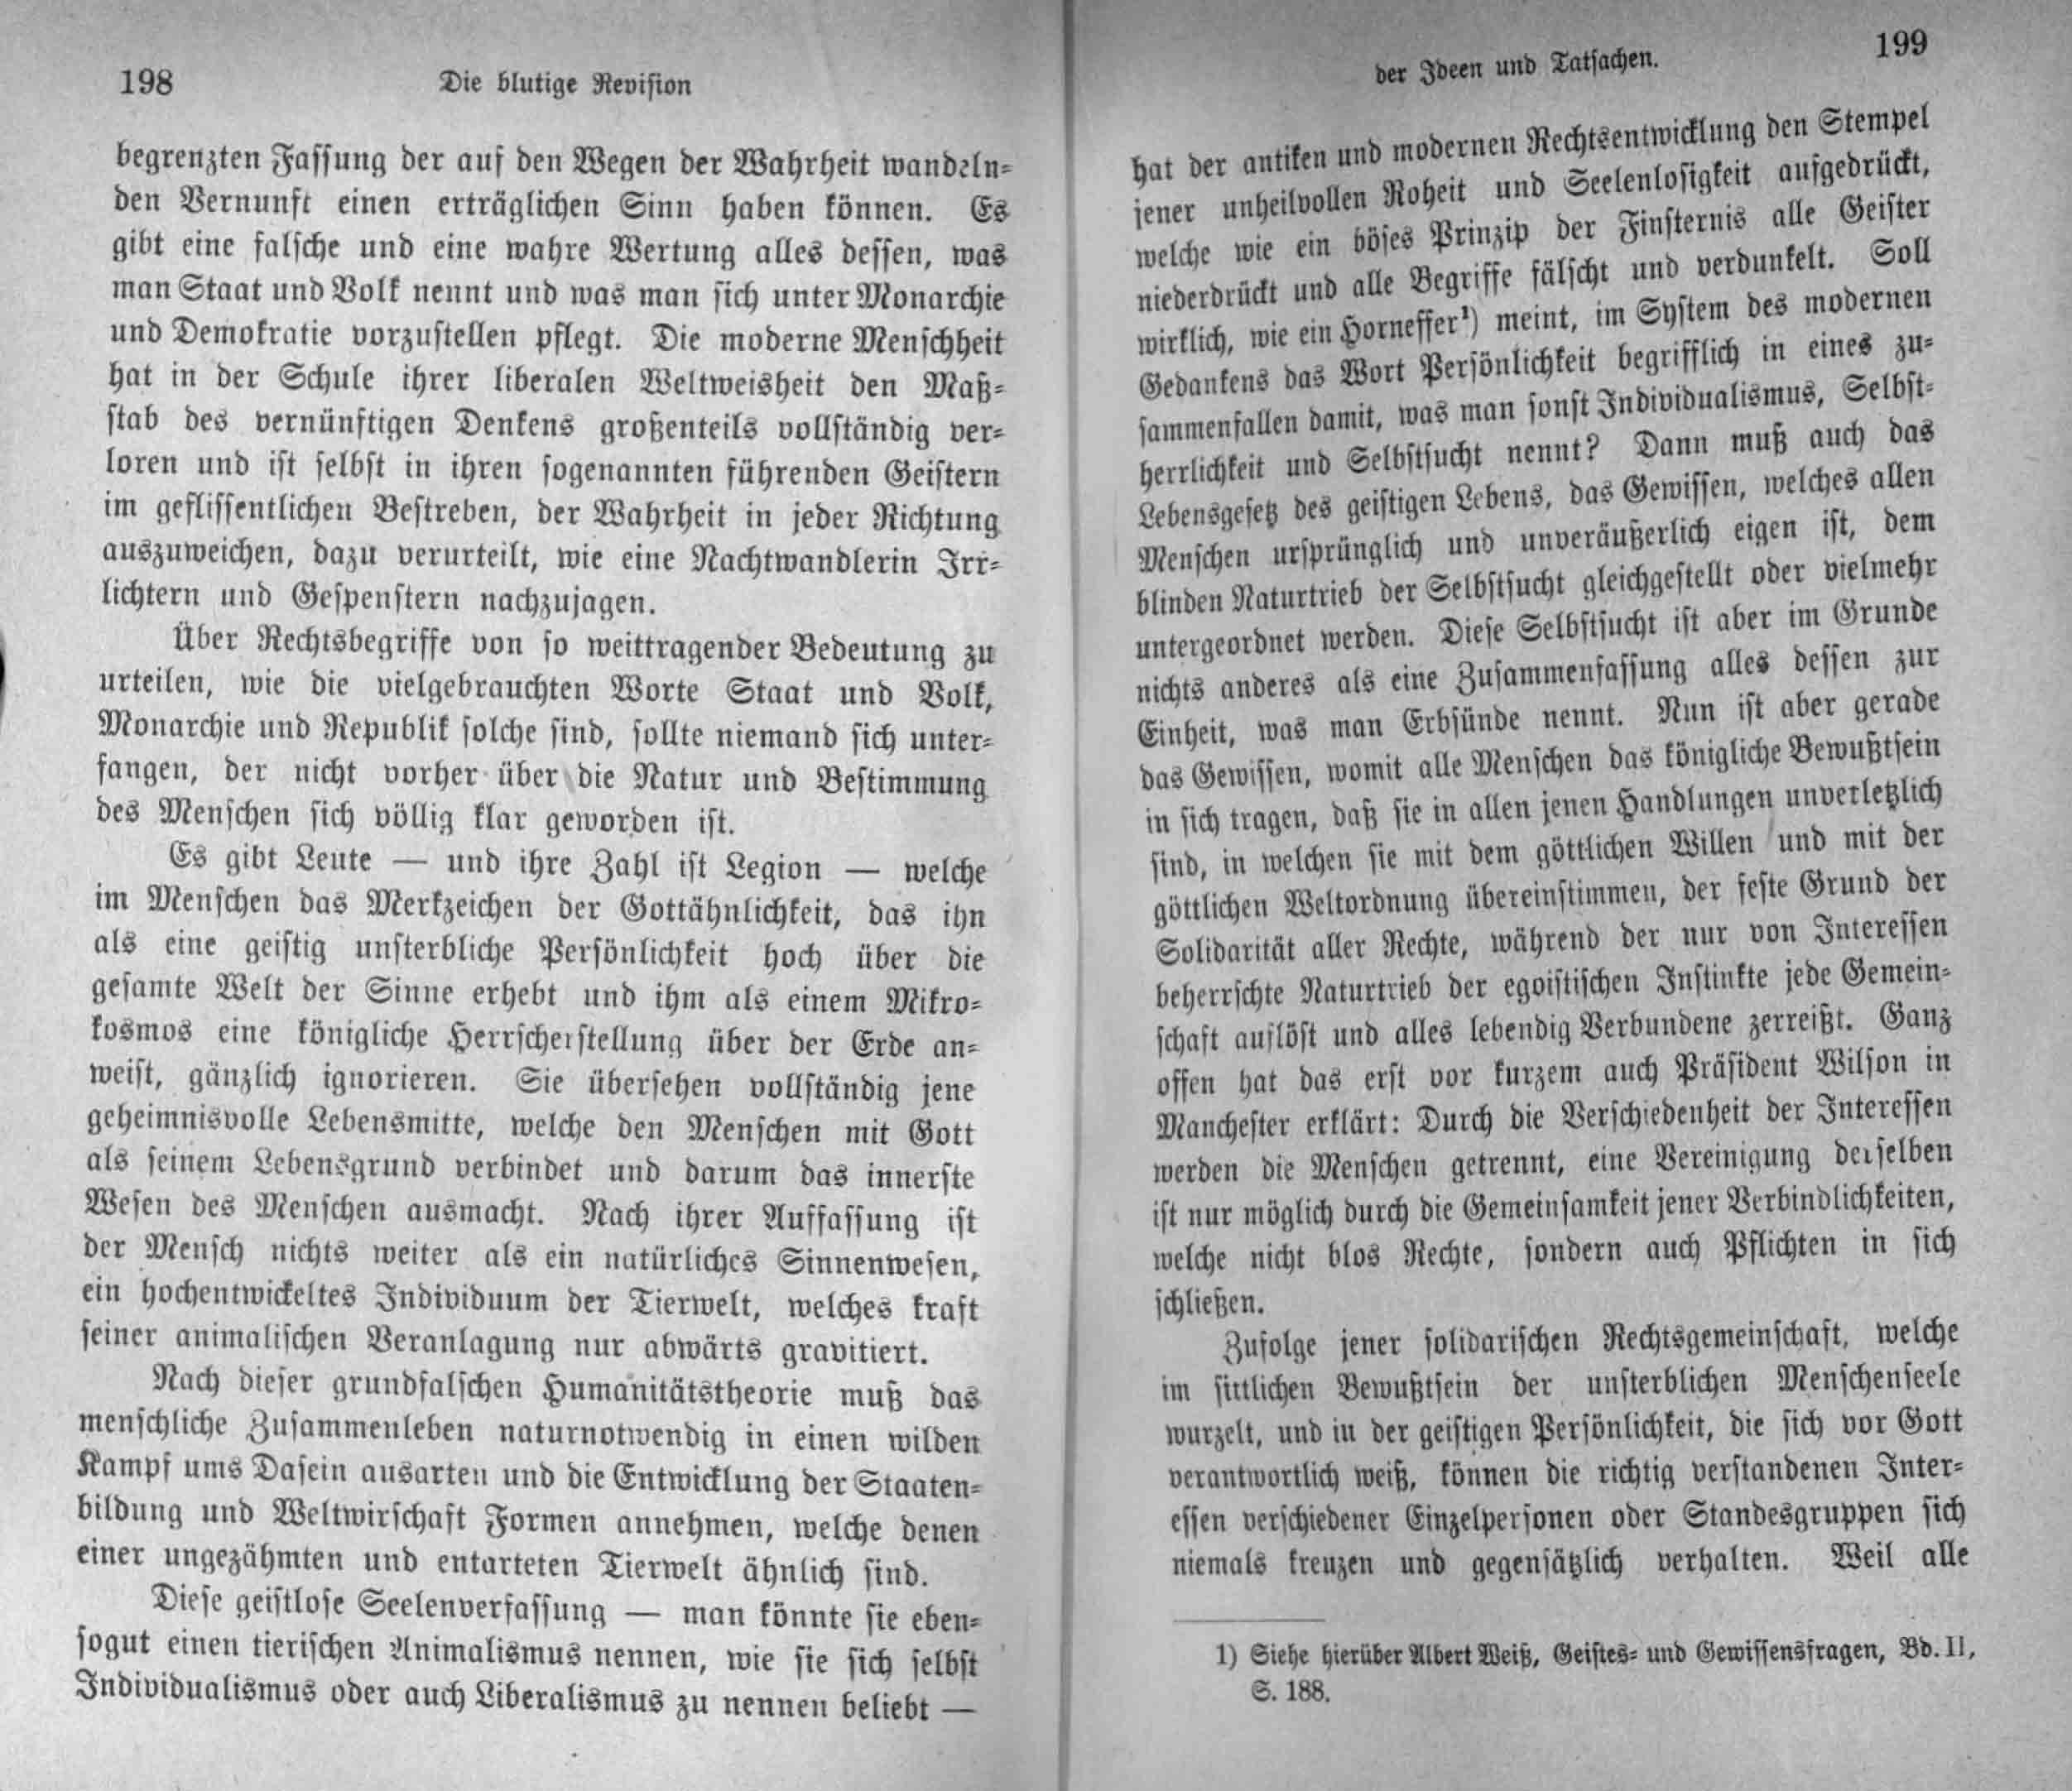 198
Die blutige Revision
begrenzten Fassung der auf den Wegen der Wahrheit wandeln-
den Vernunft einen erträglichen Sinn haben können. Es
gibt eine falsche und eine wahre Wertung alles dessen, was
man Staat und Volk nennt und was man sich unter Monarchie
und Demokratie vorzustellen pflegt. Die moderne Menschheit
hat in der Schule ihrer liberalen Weltweisheit den Maß-
stab des vernünftigen Denkens großenteils vollständig ver-
loren und ist selbst in ihren sogenannten führenden Geistern
im geflissentlichen Bestreben, der Wahrheit in jeder Richtung
auszuweichen, dazu verurteilt, wie eine Nachtwandlerin Irr-
lichtern und Gespenstern nachzujagen.
Über Rechtsbegriffe von so weittragender Bedeutung zu
urteilen, wie die vielgebrauchten Worte Staat und Volk,
Monarchie und Republik solche sind, sollte niemand sich unter-
fangen, der nicht vorher über die Natur und Bestimmung
des Menschen sich völlig klar geworden ist.
Es gibt Leute — und ihre Zahl ist Legion — welche
im Menschen das Merkzeichen der Gottähnlichkeit, das ihn
als eine geistig unsterbliche Persönlichkeit hoch über die
gesamte Welt der Sinne erhebt und ihm als einem Mikro-
kosmos eine königliche Herrscherstellung über der Erde an-
weist, gänzlich ignorieren. Sie übersehen vollständig jene
geheimnisvolle Lebensmitte, welche den Menschen mit Gott
als seinem Lebensgrund verbindet und darum das innerste
Wesen des Menschen ausmacht. Nach ihrer Auffassung ist
der Mensch nichts weiter als ein natürliches Sinnenwesen,
ein hochentwickeltes Individuum der Tierwelt, welches kraft
seiner animalischen Veranlagung nur abwärts gravitiert.
Nach dieser grundfalschen Humanitätstheorie muß das
menschliche Zusammenleben naturnotwendig in einen wilden
Kampf ums Dasein ausarten und die Entwicklung der Staaten-
bildung und Weltwirschaft Formen annehmen, welche denen
einer ungezähmten und entarteten Tierwelt ähnlich sind.
Diese geistlose Seelenverfassung — man könnte sie eben-
sogut einen tierischen Animalismus nennen, wie sie sich selbst
Individualismus oder auch Liberalismus zu nennen beliebt —
der Ideen und Tatsachen.
199
hat der antiken und modernen Rechtsentwicklung den Stempel
jener unheilvollen Roheit und Seelenlosigkeit aufgedrückt,
welche wie ein böses Prinzip der Finsternis alle Geister
niederdrückt und alle Begriffe fälscht und verdunkelt. Soll
wirklich, wie ein Horneffer¹) meint, im System des modernen
Gedankens das Wort Persönlichkeit begrifflich in eines zu-
sammenfallen damit, was man sonst Individualismus, Selbst-
herrlichkeit und Selbstsucht nennt? Dann muß auch das
Lebensgesetz des geistigen Lebens, das Gewissen, welches allen
Menschen ursprünglich und unveräußerlich eigen ist, dem
blinden Naturtrieb der Selbstsucht gleichgestellt oder vielmehr
untergeordnet werden. Diese Selbstsucht ist aber im Grunde
nichts anderes als eine Zusammenfassung alles dessen zur
Einheit, was man Erbsünde nennt. Nun ist aber gerade
das Gewissen, womit alle Menschen das königliche Bewußtsein
in sich tragen, daß sie in allen jenen Handlungen unverletzlich
sind, in welchen sie mit dem göttlichen Willen und mit der
göttlichen Weltordnung übereinstimmen, der feste Grund der
Solidarität aller Rechte, während der nur von Interessen
beherrschte Naturtrieb der egoistischen Instinkte jede Gemein-
schaft auflöst und alles lebendig Verbundene zerreißt. Ganz
offen hat das erst vor kurzem auch Präsident Wilson in
Manchester erklärt: Durch die Verschiedenheit der Interessen
werden die Menschen getrennt, eine Vereinigung derselben
ist nur möglich durch die Gemeinsamkeit jener Verbindlichkeiten,
welche nicht blos Rechte, sondern auch Pflichten in sich
schließen.
Zufolge jener solidarischen Rechtsgemeinschaft, welche
im sittlichen Bewußtsein der unsterblichen Menschenseele
wurzelt, und in der geistigen Persönlichkeit, die sich vor Gott
verantwortlich weiß, können die richtig verstandenen Inter-
essen verschiedener Einzelpersonen oder Standesgruppen sich
niemals kreuzen und gegensätzlich verhalten. Weil alle
1) Siehe hierüber Albert Weiß, Geistes- und Gewissensfragen, Bd. II,
S. 188.